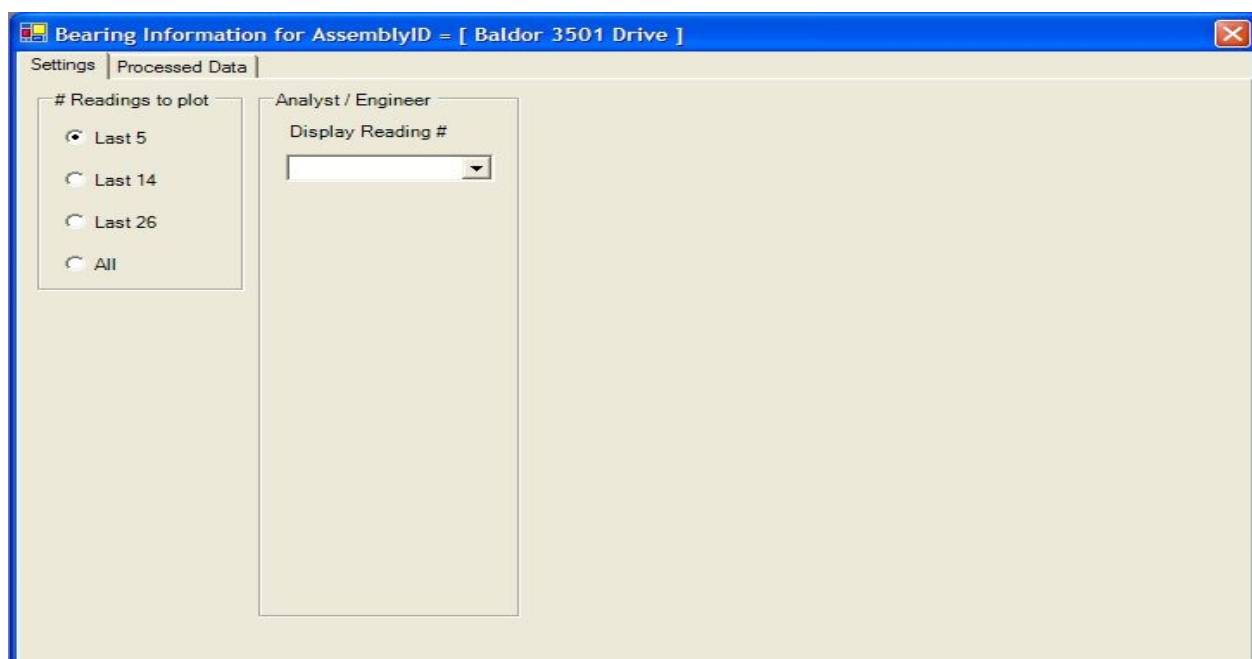 Bearing Information for AssemblyID = [ Baldor 3501 Drive ]
Settings
Processed Data
# Readings to plot
Last 5
Last 14
Last 26
All
Analyst / Engineer
Display Reading #